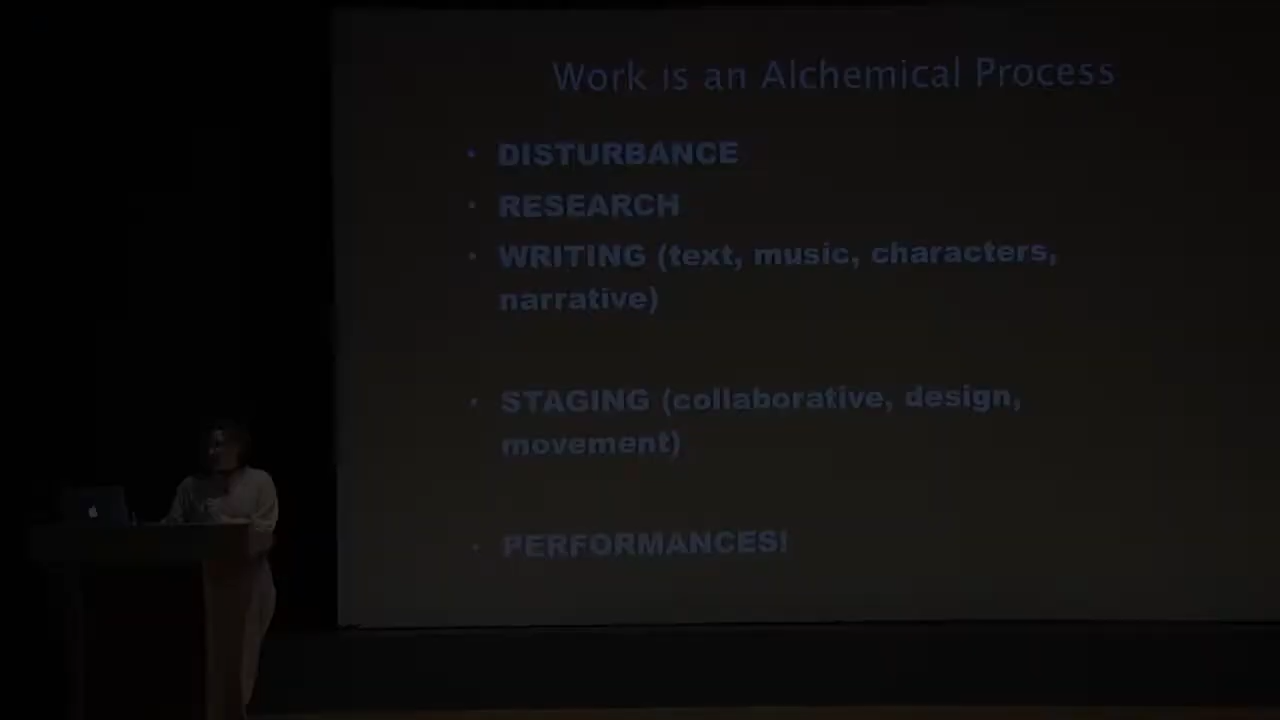 Work is an Alchemical Process
• DISTURBANCE
• RESEARCH
• WRITING (text, music, characters,
narrative)
• STAGING (collaborative, design,
movement)
• PERFORMANCES!